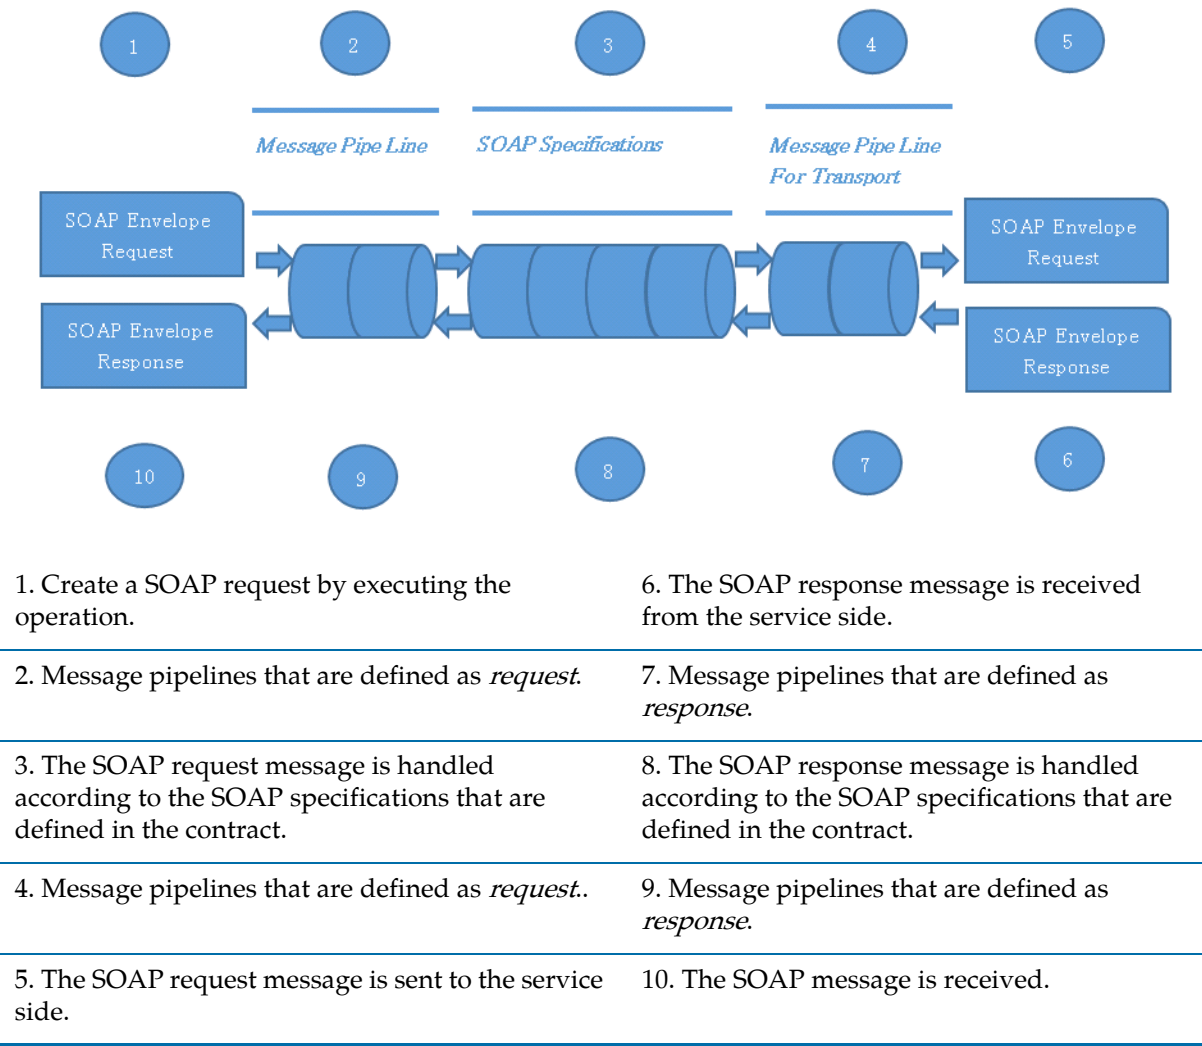 1
2
3
4
5
Message Pipe Line
SOAP Specifications
Message Pipe Line
For Transport
SOAP Envelope
Request
SOAP Envelope
Response
SOAP Envelope
Request
SOAP Envelope
Response
10
9
8
7
6
1. Create a SOAP request by executing the
operation.
6. The SOAP response message is received
from the service side.
2. Message pipelines that are defined as request.
7. Message pipelines that are defined as
response.
3. The SOAP request message is handled
according to the SOAP specifications that are
defined in the contract.
8. The SOAP response message is handled
according to the SOAP specifications that are
defined in the contract.
4. Message pipelines that are defined as request..
9. Message pipelines that are defined as
response.
5. The SOAP request message is sent to the service
side.
10. The SOAP message is received.